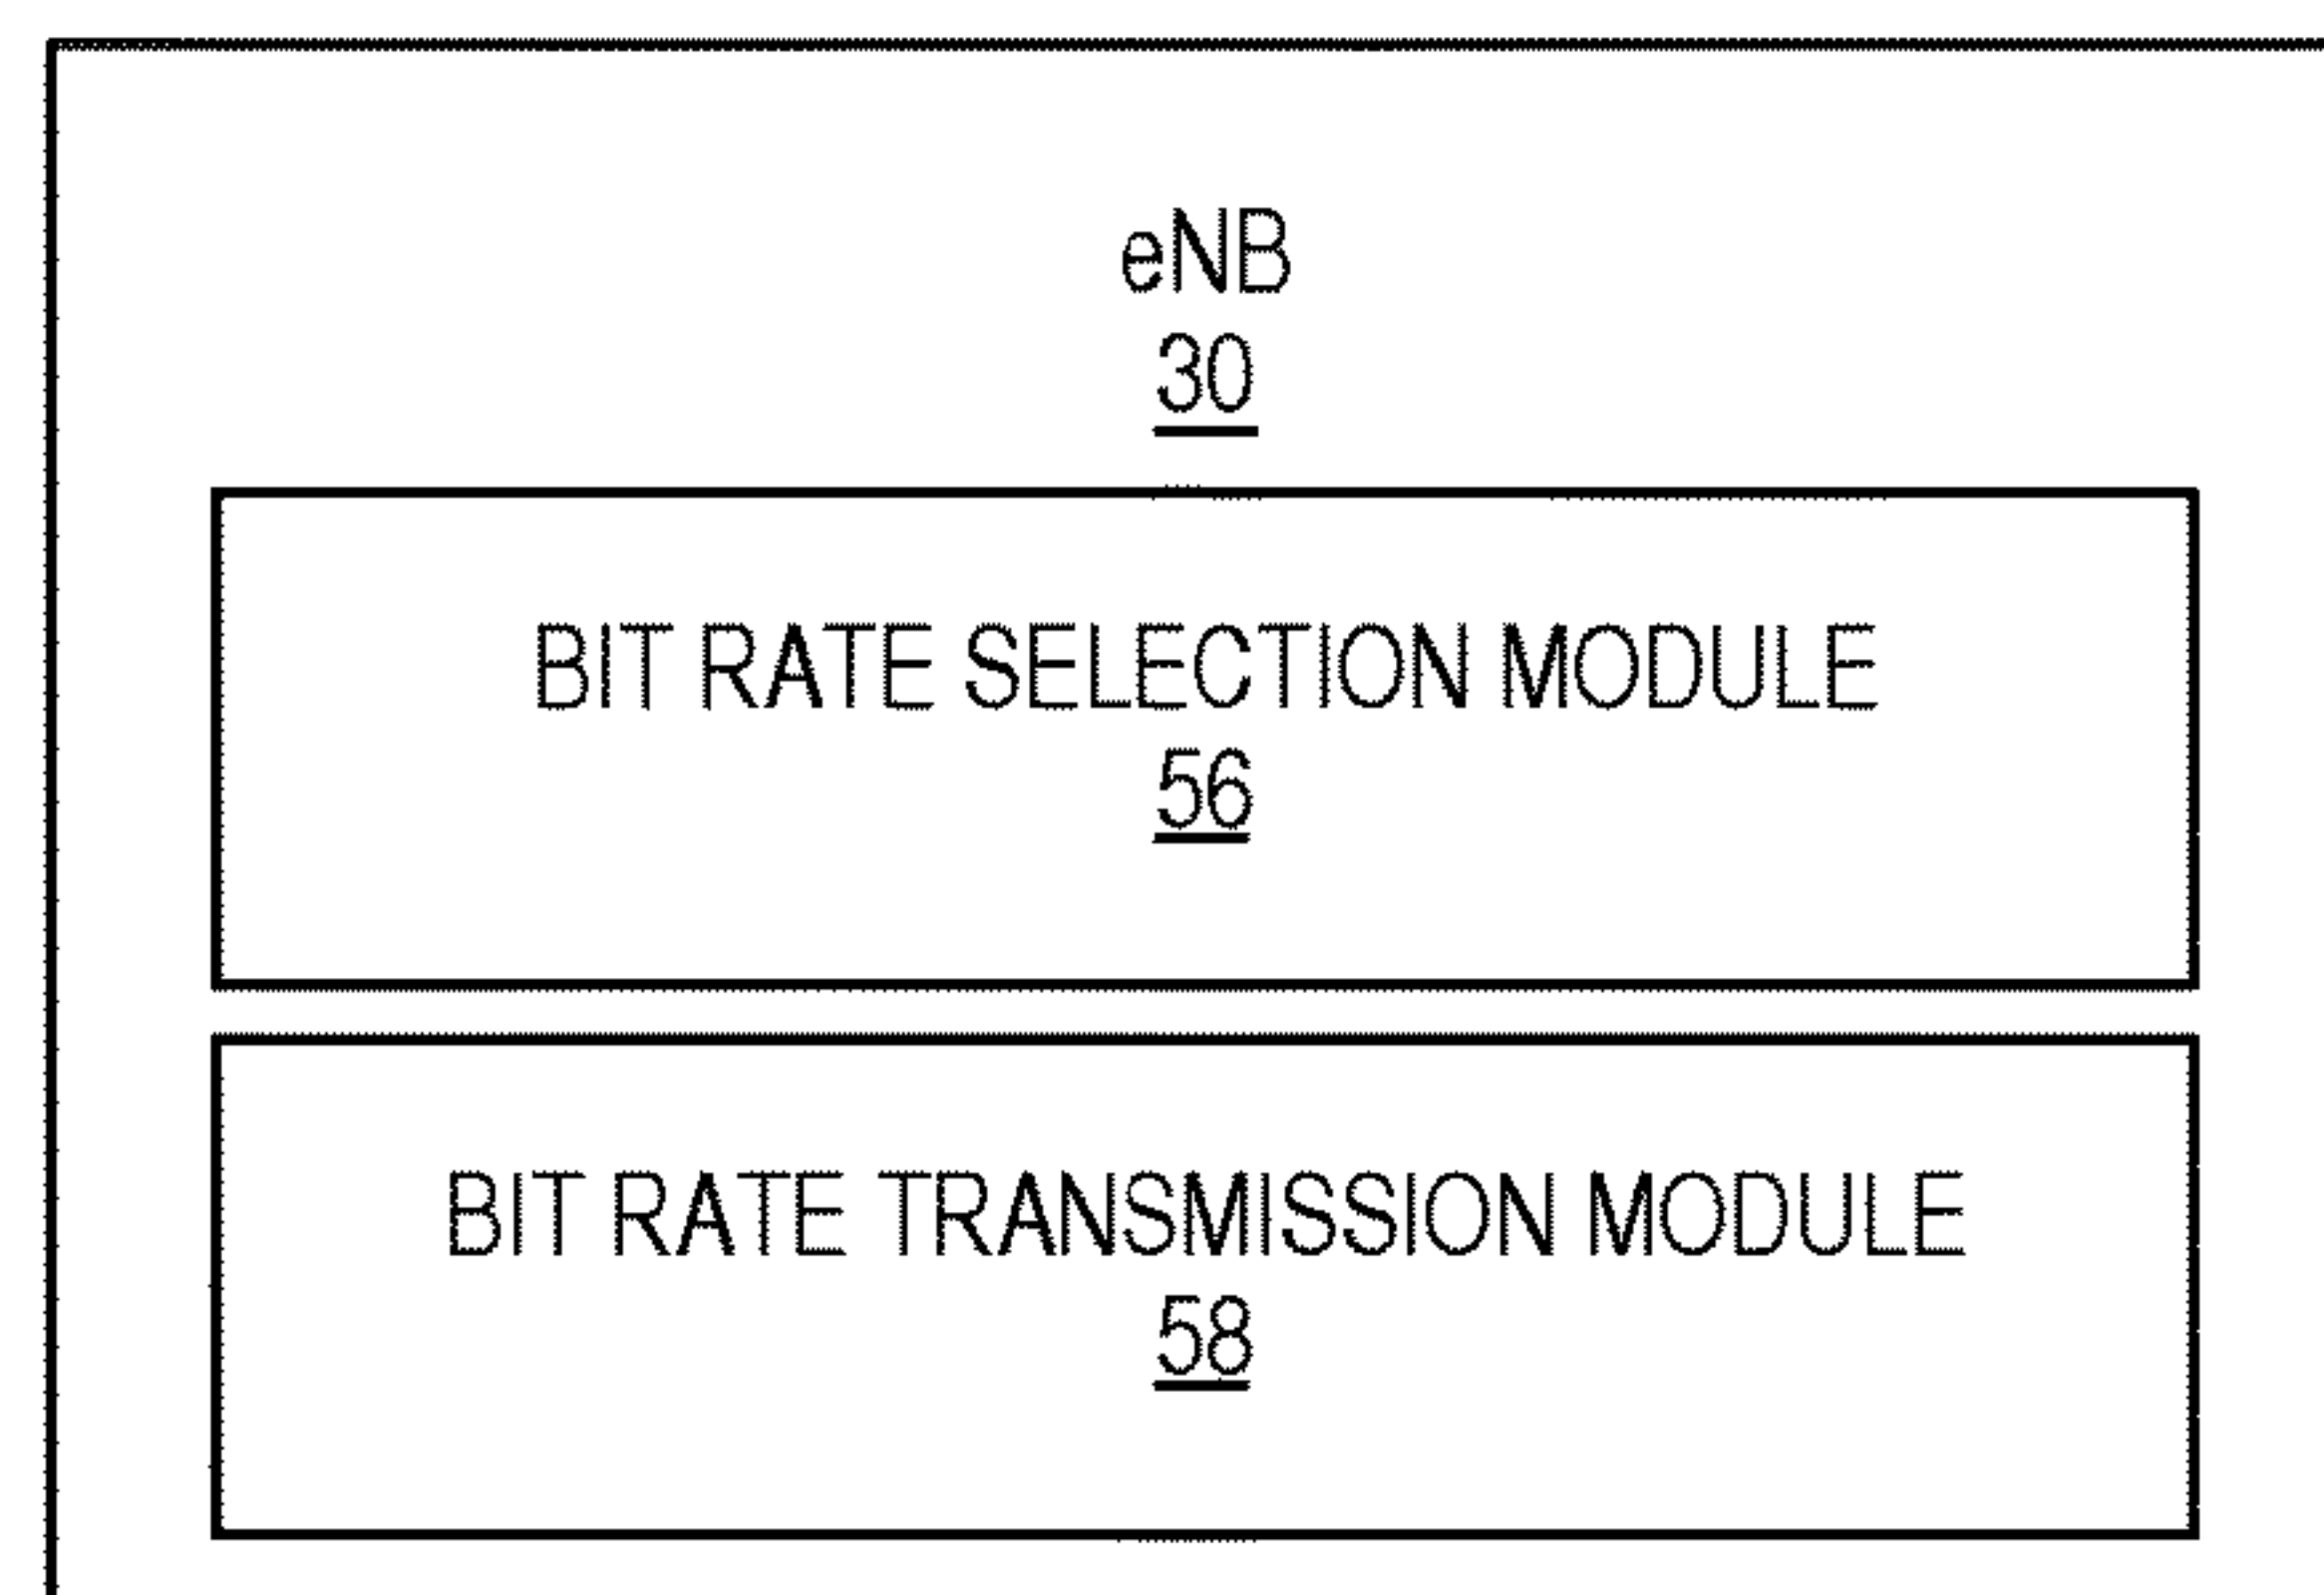 eNB
30
BIT RATE SELECTION MODULE
56
BIT RATE TRANSMISSION MODULE
58